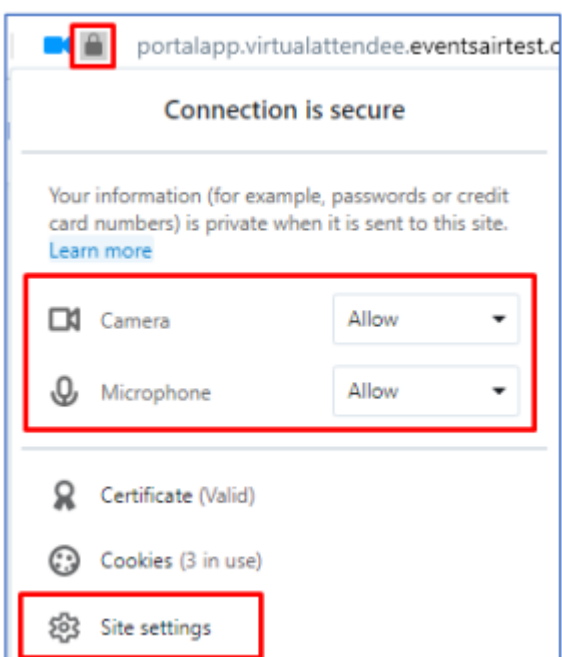 portalapp.virtualattendee.eventsairtest.c
Connection is secure
Your information (for example, passwords or credit
card numbers) is private when it is sent to this site.
Learn more
Camera Allow
Microphone Allow
Certificate (Valid)
Cookies (3 in use)
Site settings